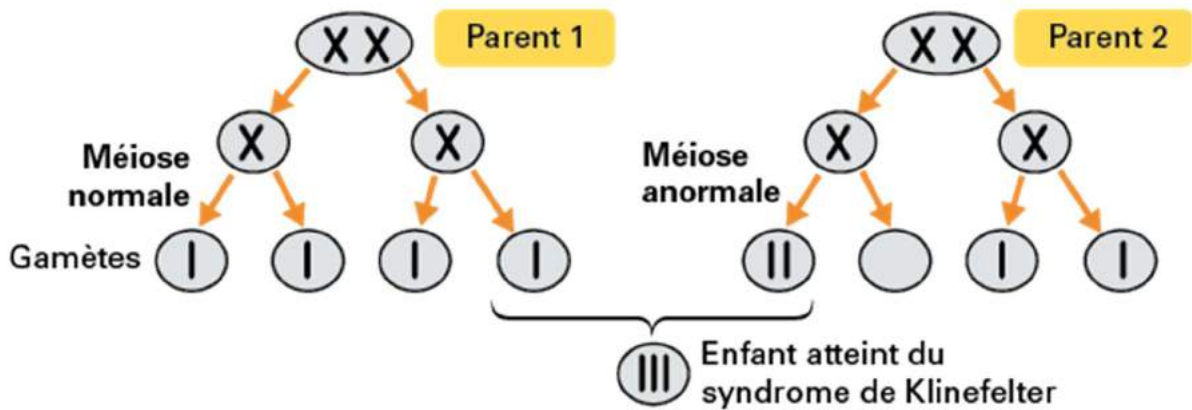 Parent 1
Parent 2
Méiose
normale
Méiose
anormale
Gamètes
Enfant atteint du
syndrome de Klinefelter